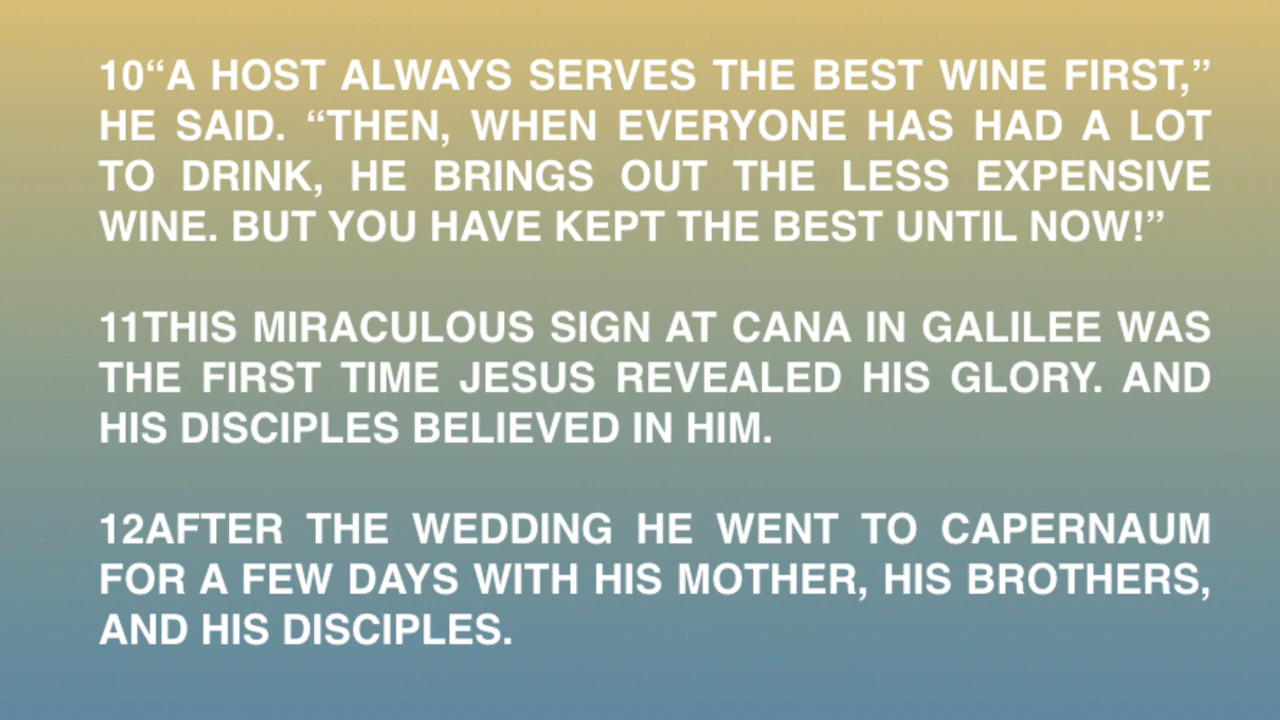 10“A HOST ALWAYS SERVES THE BEST WINE FIRST,”
HE SAID. “THEN, WHEN EVERYONE HAS HAD A LOT
TO DRINK, HE BRINGS OUT THE LESS EXPENSIVE
WINE. BUT YOU HAVE KEPT THE BEST UNTIL NOW!”
11THIS MIRACULOUS SIGN AT CANA IN GALILEE WAS
THE FIRST TIME JESUS REVEALED HIS GLORY. AND
HIS DISCIPLES BELIEVED IN HIM.
12AFTER THE WEDDING HE WENT TO CAPERNAUM
FOR A FEW DAYS WITH HIS MOTHER, HIS BROTHERS,
AND HIS DISCIPLES.